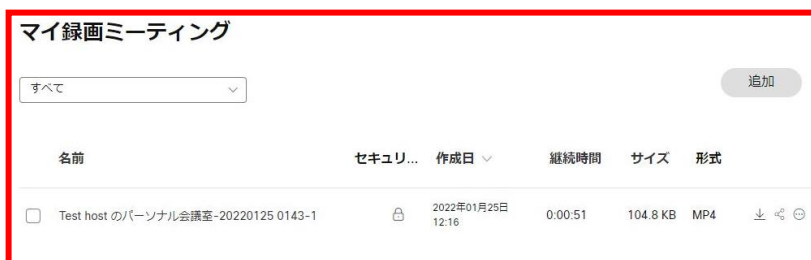 マイ録画ミーティング
すべて
追加
名前 セキュリ... 作成日 継続時間 サイズ 形式
Test host のパーソナル会議室-20220125 0143-1 2022年01月25日 0:00:51 104.8 KB MP4
12:16